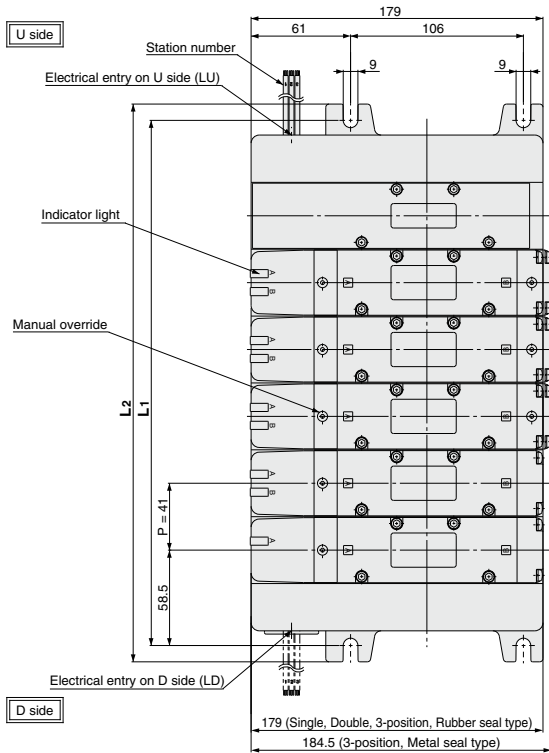 179
U side
61
106
Station number
9
9
Electrical entry on U side (LU)
Indicator light
A
B
A
B
Manual override
A
B
A
B
A
B
A
B
L2
L1
A
B
A
B
P = 41
A
B
A
A
B
58.5
Electrical entry on D side (LD)
D side
179 (Single, Double, 3-position, Rubber seal type)
184.5 (3-position, Metal seal type)